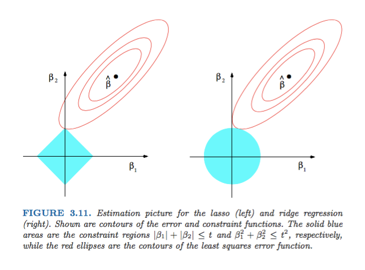 β₂
β̂
β₁
β₂
β̂
β₁
FIGURE 3.11. Estimation picture for the lasso (left) and ridge regression
(right). Shown are contours of the error and constraint functions. The solid blue
areas are the constraint regions |β₁| + |β₂| ≤ t and β₁² + β₂² ≤ t², respectively,
while the red ellipses are the contours of the least squares error function.